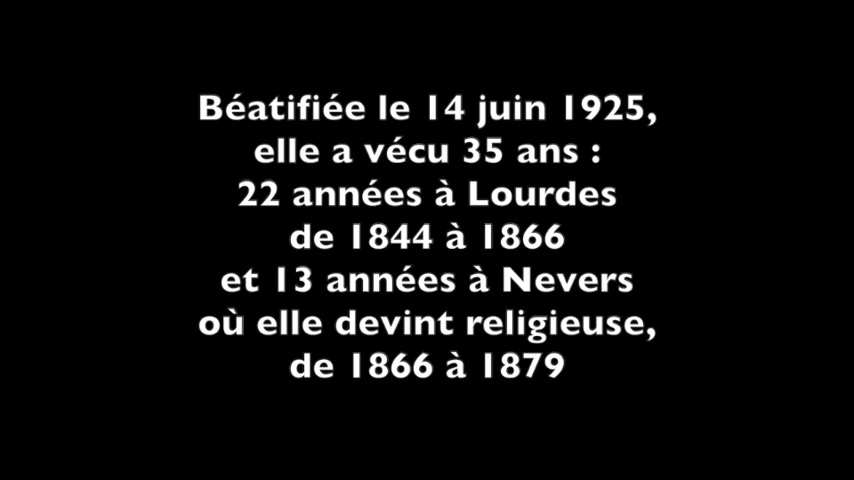 Béatifiée le 14 juin 1925,
elle a vécu 35 ans :
22 années à Lourdes
de 1844 à 1866
et 13 années à Nevers
où elle devint religieuse,
de 1866 à 1879